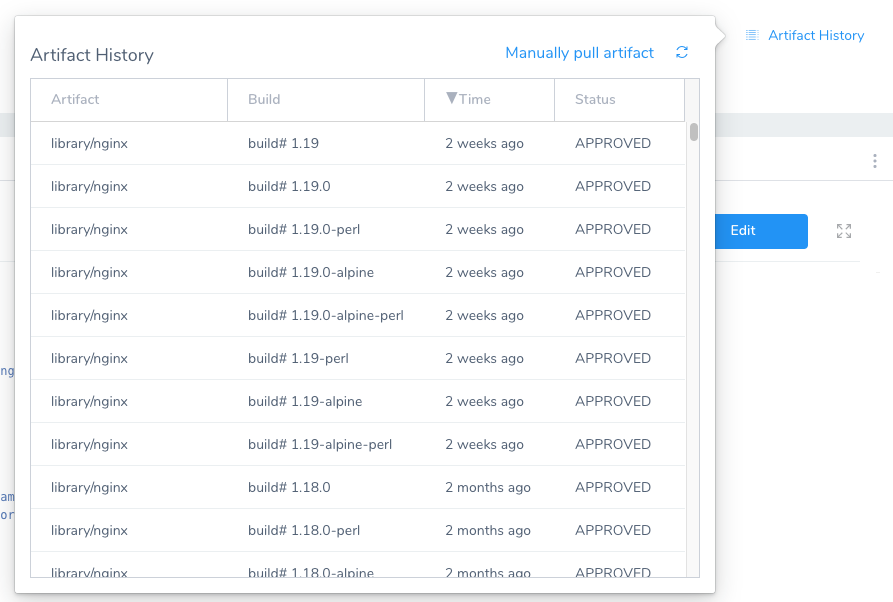 Artifact History
Artifact History
Manually pull artifact
Artifact Build Time Status
library/nginx build# 1.19 2 weeks ago APPROVED
library/nginx build# 1.19.0 2 weeks ago APPROVED
library/nginx build# 1.19.0-perl 2 weeks ago APPROVED
Edit
library/nginx build# 1.19.0-alpine 2 weeks ago APPROVED
library/nginx build# 1.19.0-alpine-perl 2 weeks ago APPROVED
library/nginx build# 1.19-perl 2 weeks ago APPROVED
ng
library/nginx build# 1.19-alpine 2 weeks ago APPROVED
library/nginx build# 1.19-alpine-perl 2 weeks ago APPROVED
library/nginx build# 1.18.0 2 months ago APPROVED
am
or
library/nginx build# 1.18.0-perl 2 months ago APPROVED
library/nginx build# 1.18.0-alpine 2 months ago APPROVED